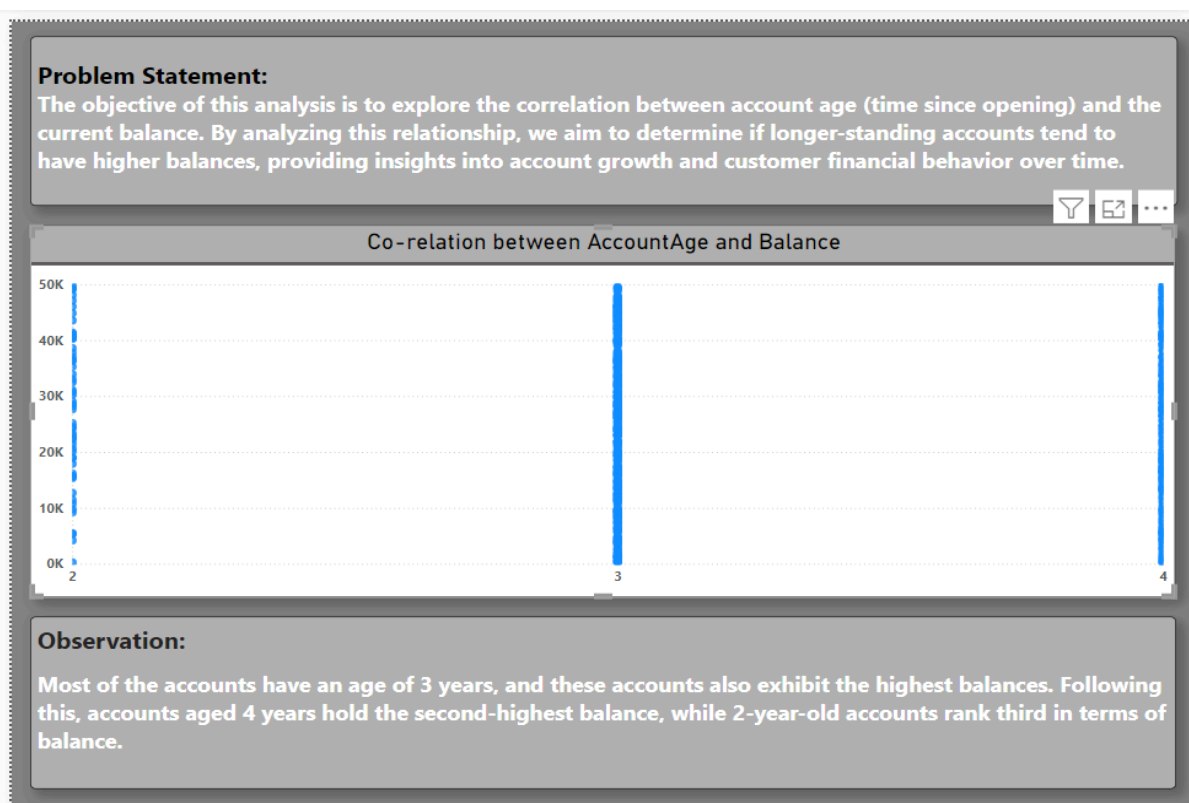 Problem Statement:
The objective of this analysis is to explore the correlation between account age (time since opening) and the
current balance. By analyzing this relationship, we aim to determine if longer-standing accounts tend to
have higher balances, providing insights into account growth and customer financial behavior over time.
Co-relation between AccountAge and Balance
50K
40K
30K
20K
10K
0K
2 3 4
Observation:
Most of the accounts have an age of 3 years, and these accounts also exhibit the highest balances. Following
this, accounts aged 4 years hold the second-highest balance, while 2-year-old accounts rank third in terms of
balance.